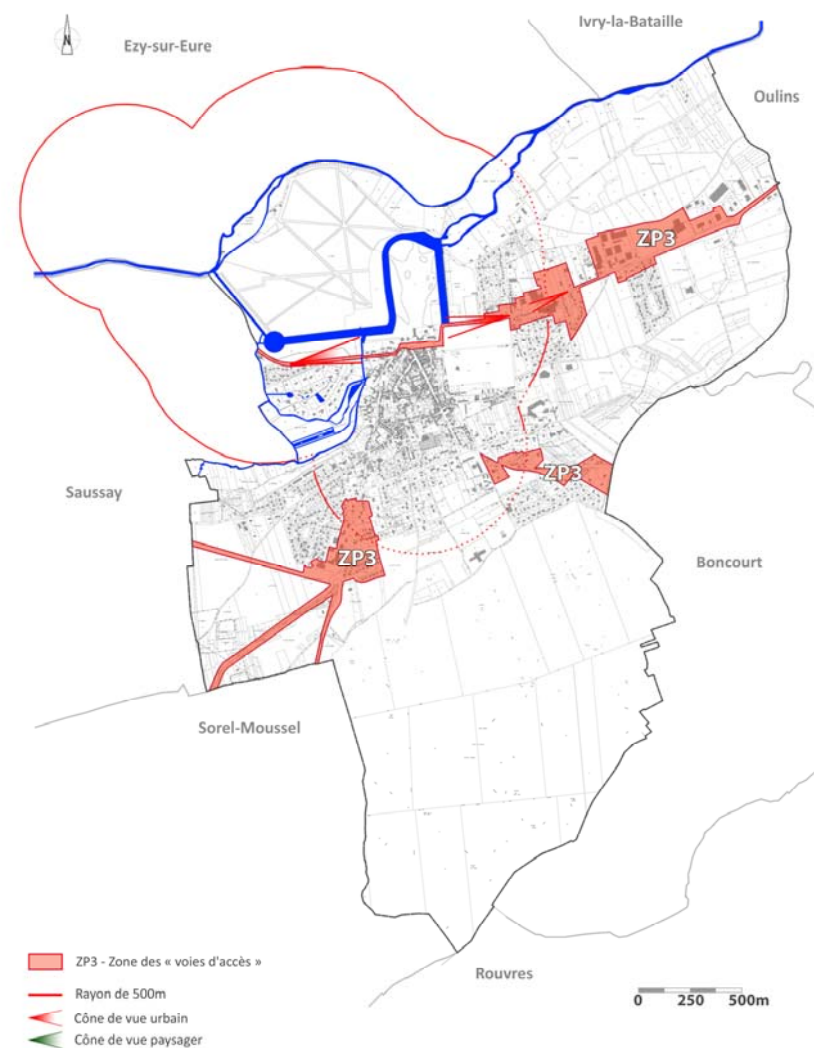 Ivry-la-Bataille
N
Ezy-sur-Eure
Oulins
ZP3
ZP3
Saussay
ZP3
Boncourt
Sorel-Moussel
ZP3 - Zone des « voies d'accès »
Rouvres
Rayon de 500m
0 250 500m
Cône de vue urbain
Cône de vue paysager